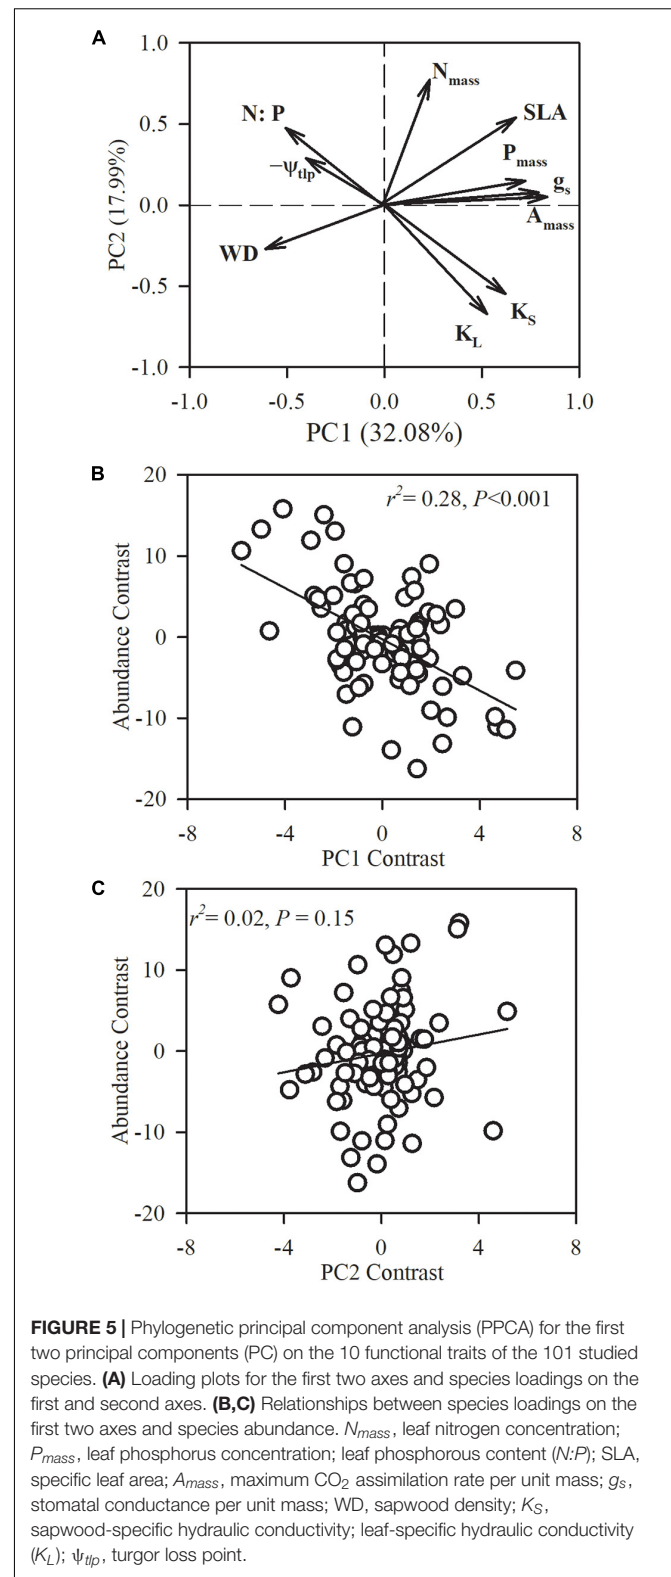 A
1.0
0.5
0.0
-0.5
-1.0
PC2 (17.99%)
N: P
−ψtlp
WD
Nmass
SLA
Pmass
gs
Amass
KS
KL
-1.0 -0.5 0.0 0.5 1.0
PC1 (32.08%)
B
20
10
0
-10
-20
Abundance Contrast
r2= 0.28, P<0.001
-8 -4 0 4 8
PC1 Contrast
C
20
10
0
-10
-20
Abundance Contrast
r2= 0.02, P = 0.15
-8 -4 0 4 8
PC2 Contrast
FIGURE 5 | Phylogenetic principal component analysis (PPCA) for the first
two principal components (PC) on the 10 functional traits of the 101 studied
species. (A) Loading plots for the first two axes and species loadings on the
first and second axes. (B,C) Relationships between species loadings on the
first two axes and species abundance. Nmass, leaf nitrogen concentration;
Pmass, leaf phosphorus concentration; leaf phosphorous content (N:P); SLA,
specific leaf area; Amass, maximum CO2 assimilation rate per unit mass; gs,
stomatal conductance per unit mass; WD, sapwood density; KS,
sapwood-specific hydraulic conductivity; leaf-specific hydraulic conductivity
(KL); ψtlp, turgor loss point.